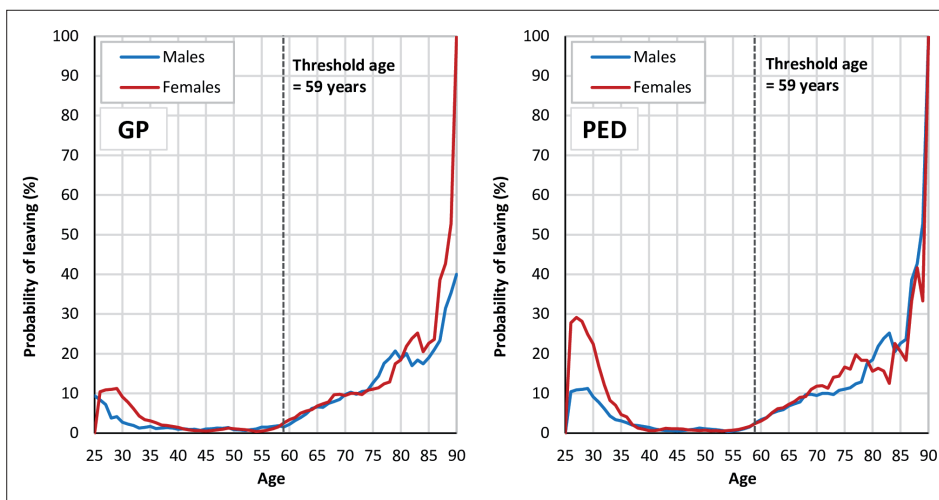 100
90
80
70
60
50
40
30
20
10
0
Probability of leaving (%)
Males
Females
GP
Threshold age
= 59 years
25 30 35 40 45 50 55 60 65 70 75 80 85 90
Age
100
90
80
70
60
50
40
30
20
10
0
Probability of leaving (%)
Males
Females
PED
Threshold age
= 59 years
25 30 35 40 45 50 55 60 65 70 75 80 85 90
Age